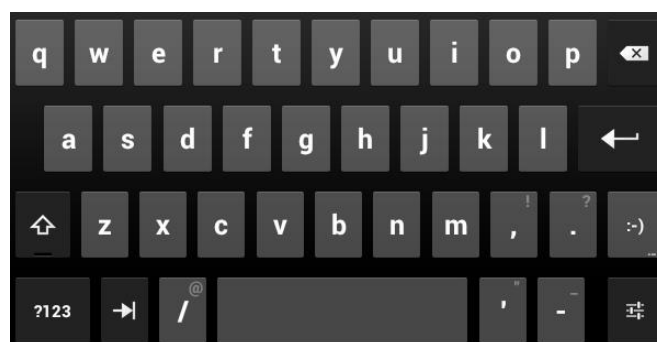 q w e r t y u i o p
a s d f g h j k l
z x c v b n m , ! . ? :-) ...
?123 / @ ' " - _